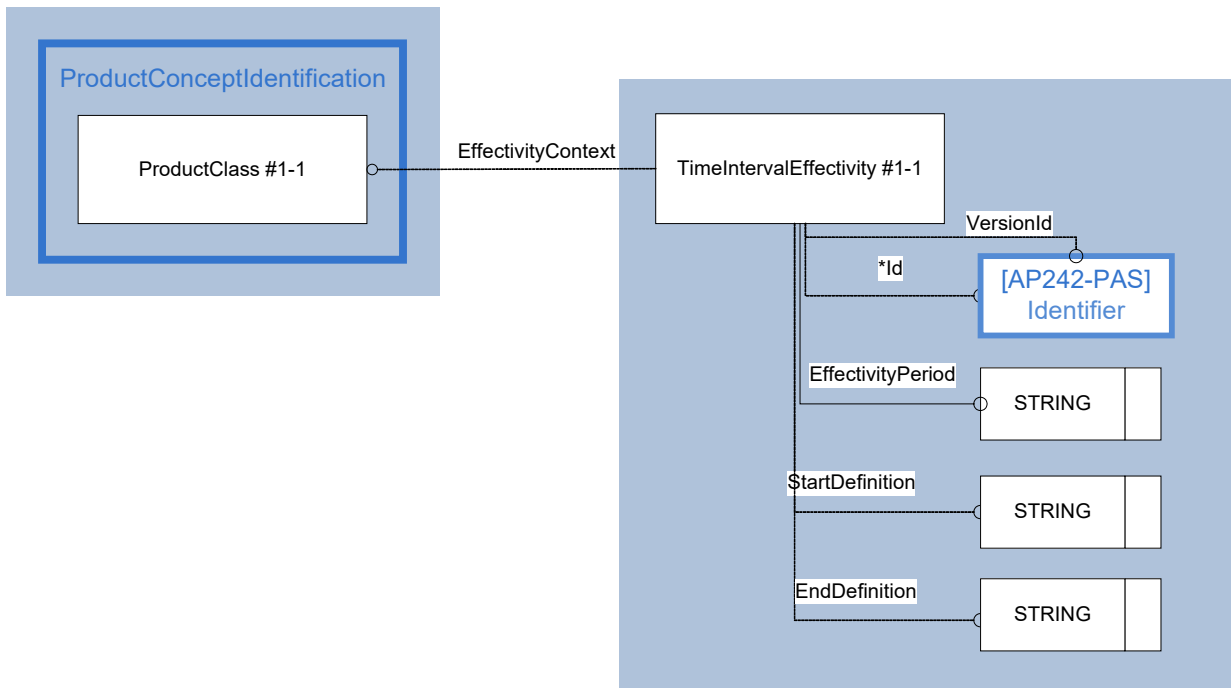 ProductConceptIdentification
ProductClass #1-1
EffectivityContext
TimeIntervalEffectivity #1-1
VersionId
*Id
[AP242-PAS]
Identifier
EffectivityPeriod
STRING
StartDefinition
STRING
EndDefinition
STRING